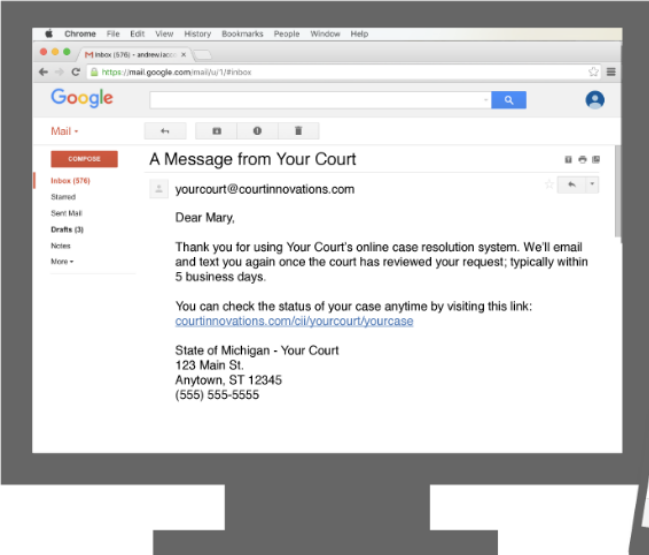 Chrome File Edit View History Bookmarks People Window Help
Inbox (576) -
https://mail.google.com/mail/u/1/#inbox
Google
Mail
COMPOSE
Inbox (576)
Starred
Sent Mail
Drafts (3)
Notes
More
A Message from Your Court
yourcourt@courtinnovations.com
Dear Mary,
Thank you for using Your Court's online case resolution system. We'll email
and text you again once the court has reviewed your request; typically within
5 business days.
You can check the status of your case anytime by visiting this link:
courtinnovations.com/cii/yourcourt/yourcase
State of Michigan - Your Court
123 Main St.
Anytown, ST 12345
(555) 555-5555